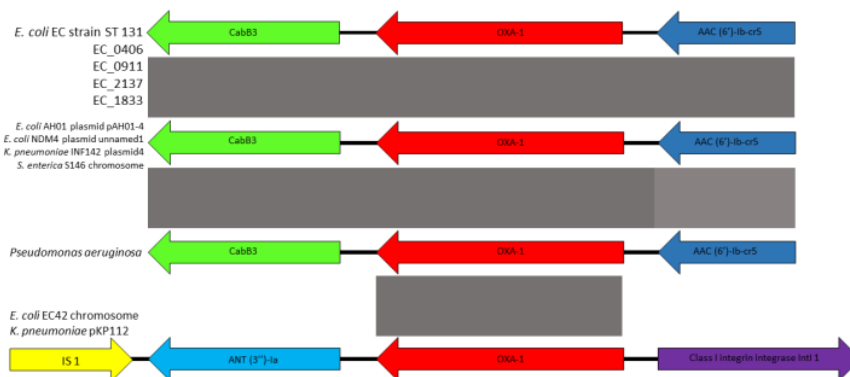 E. coli EC strain ST 131
EC_0406
EC_0911
EC_2137
EC_1833
CabB3
OXA-1
AAC (6')-Ib-cr5
E. coli AH01 plasmid pAH01-4
E. coli NDM4 plasmid unnamed1
K. pneumoniae INF142 plasmid4
S. enterica S146 chromosome
CabB3
OXA-1
AAC (6')-Ib-cr5
Pseudomonas aeruginosa
CabB3
OXA-1
AAC (6')-Ib-cr5
E. coli EC42 chromosome
K. pneumoniae pKP112
IS 1
ANT (3'')-Ia
OXA-1
Class I integrin integrase IntI 1